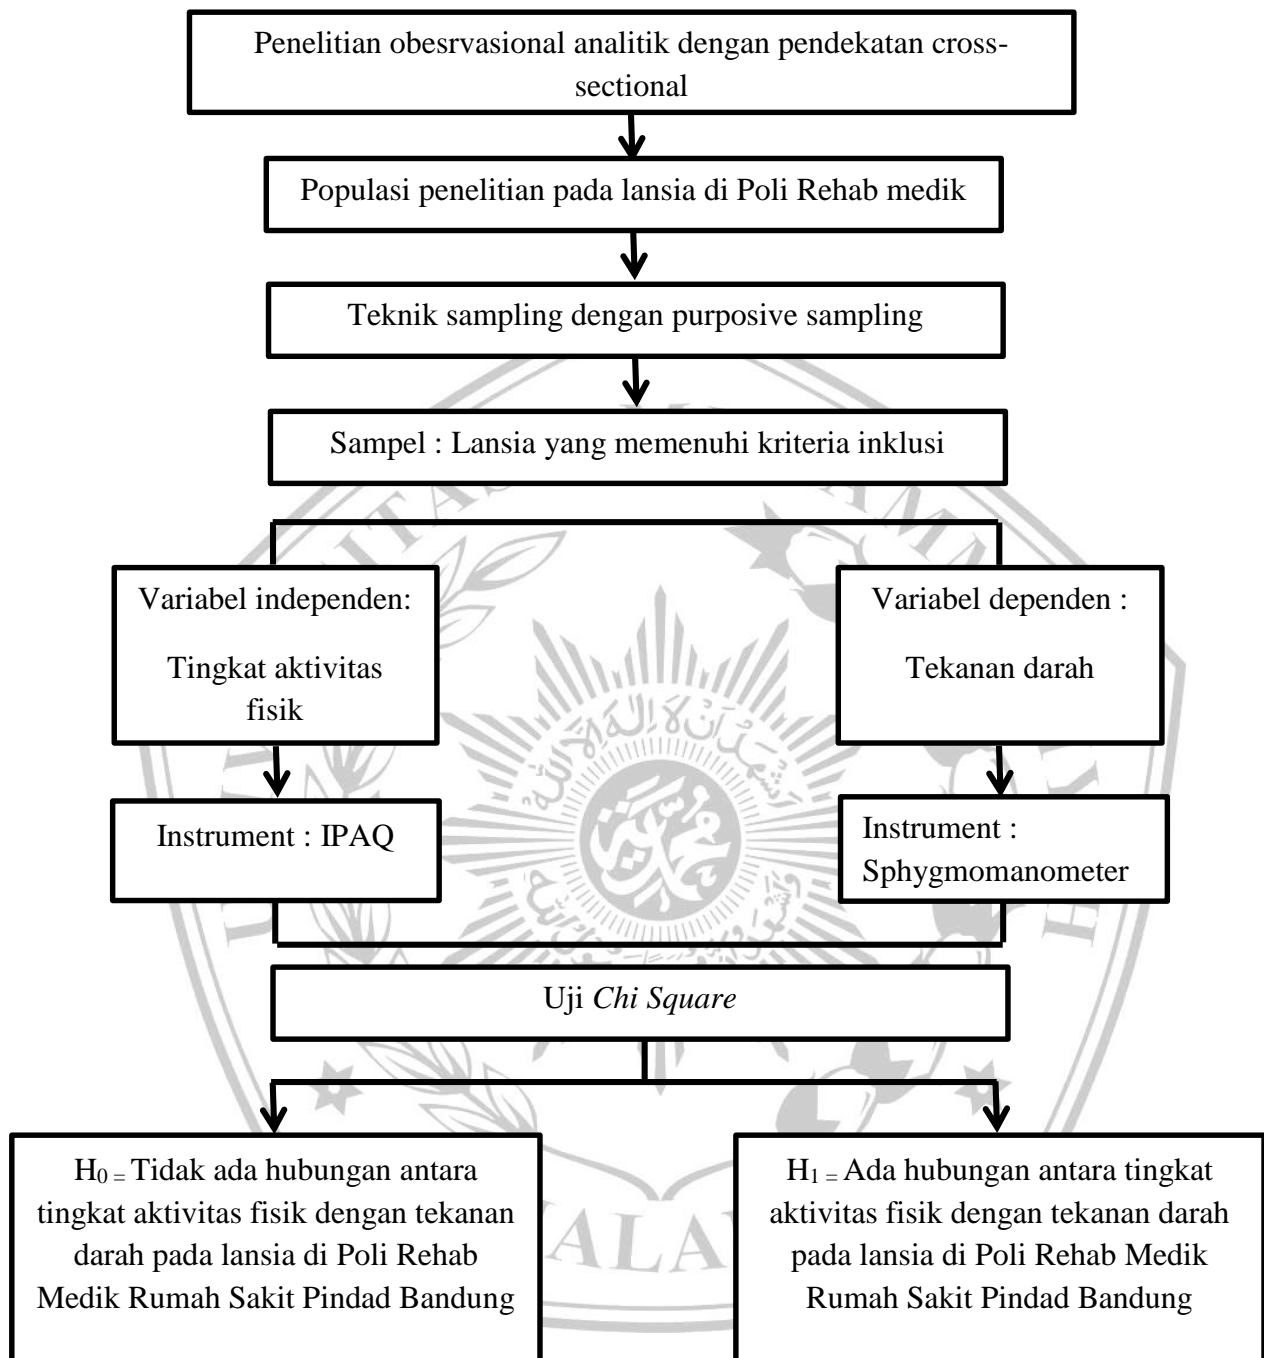 Penelitian obesrvasional analitik dengan pendekatan cross-
sectional
Populasi penelitian pada lansia di Poli Rehab medik
Teknik sampling dengan purposive sampling
Sampel : Lansia yang memenuhi kriteria inklusi
Variabel independen:
Tingkat aktivitas
fisik
Variabel dependen :
Tekanan darah
Instrument : IPAQ
Instrument :
Sphygmomanometer
Uji Chi Square
H0 = Tidak ada hubungan antara
tingkat aktivitas fisik dengan tekanan
darah pada lansia di Poli Rehab
Medik Rumah Sakit Pindad Bandung
H1 = Ada hubungan antara tingkat
aktivitas fisik dengan tekanan darah
pada lansia di Poli Rehab Medik
Rumah Sakit Pindad Bandung